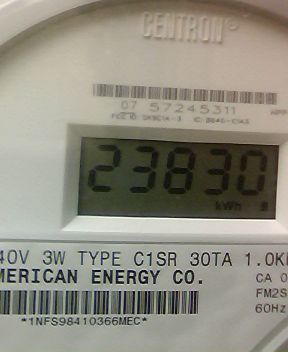 CENTRON®
07 57245311
23830
kWh
40V 3W TYPE C1SR 30TA 1.0K
MERICAN ENERGY CO.
CA 0
FM2S
60Hz
*1NFS98410366MEC*